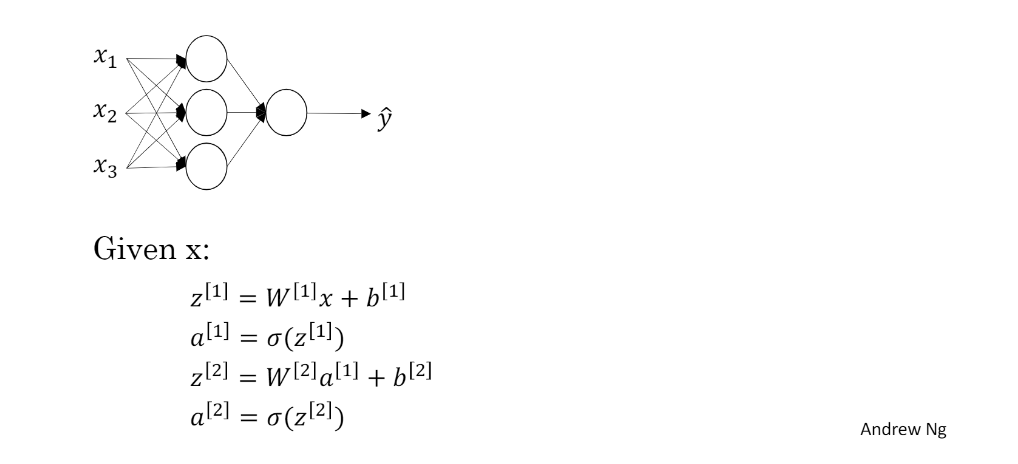 x₁
x₂
ŷ
x₃
Given x:
z^[1] = W^[1]x + b^[1]
a^[1] = σ(z^[1])
z^[2] = W^[2]a^[1] + b^[2]
a^[2] = σ(z^[2])
Andrew Ng